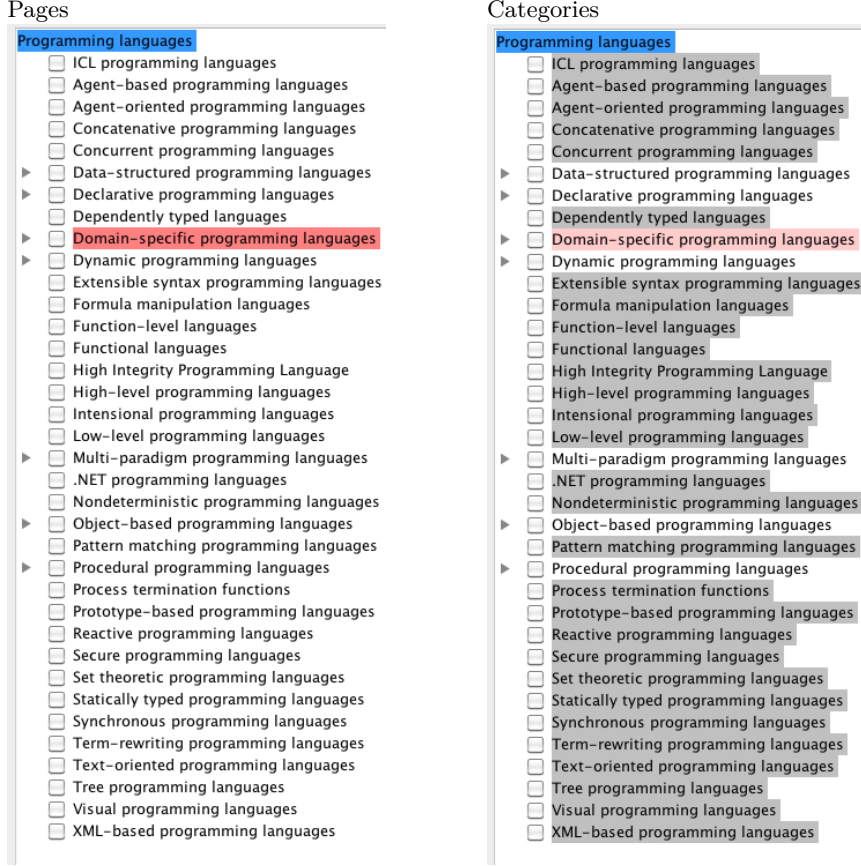 Pages
Programming languages
ICL programming languages
Agent-based programming languages
Agent-oriented programming languages
Concatenative programming languages
Concurrent programming languages
Data-structured programming languages
Declarative programming languages
Dependently typed languages
Domain-specific programming languages
Dynamic programming languages
Extensible syntax programming languages
Formula manipulation languages
Function-level languages
Functional languages
High Integrity Programming Language
High-level programming languages
Intensional programming languages
Low-level programming languages
Multi-paradigm programming languages
.NET programming languages
Nondeterministic programming languages
Object-based programming languages
Pattern matching programming languages
Procedural programming languages
Process termination functions
Prototype-based programming languages
Reactive programming languages
Secure programming languages
Set theoretic programming languages
Statically typed programming languages
Synchronous programming languages
Term-rewriting programming languages
Text-oriented programming languages
Tree programming languages
Visual programming languages
XML-based programming languages
Categories
Programming languages
ICL programming languages
Agent-based programming languages
Agent-oriented programming languages
Concatenative programming languages
Concurrent programming languages
Data-structured programming languages
Declarative programming languages
Dependently typed languages
Domain-specific programming languages
Dynamic programming languages
Extensible syntax programming languages
Formula manipulation languages
Function-level languages
Functional languages
High Integrity Programming Language
High-level programming languages
Intensional programming languages
Low-level programming languages
Multi-paradigm programming languages
.NET programming languages
Nondeterministic programming languages
Object-based programming languages
Pattern matching programming languages
Procedural programming languages
Process termination functions
Prototype-based programming languages
Reactive programming languages
Secure programming languages
Set theoretic programming languages
Statically typed programming languages
Synchronous programming languages
Term-rewriting programming languages
Text-oriented programming languages
Tree programming languages
Visual programming languages
XML-based programming languages